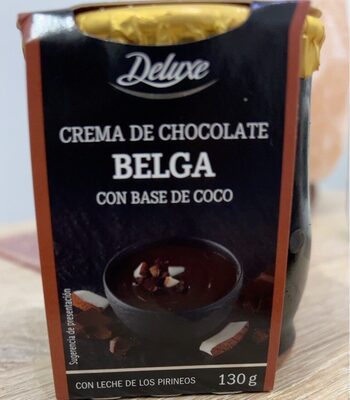 Deluxe
CREMA DE CHOCOLATE
BELGA
CON BASE DE COCO
Sugerencia de presentación
CON LECHE DE LOS PIRINEOS 130 g